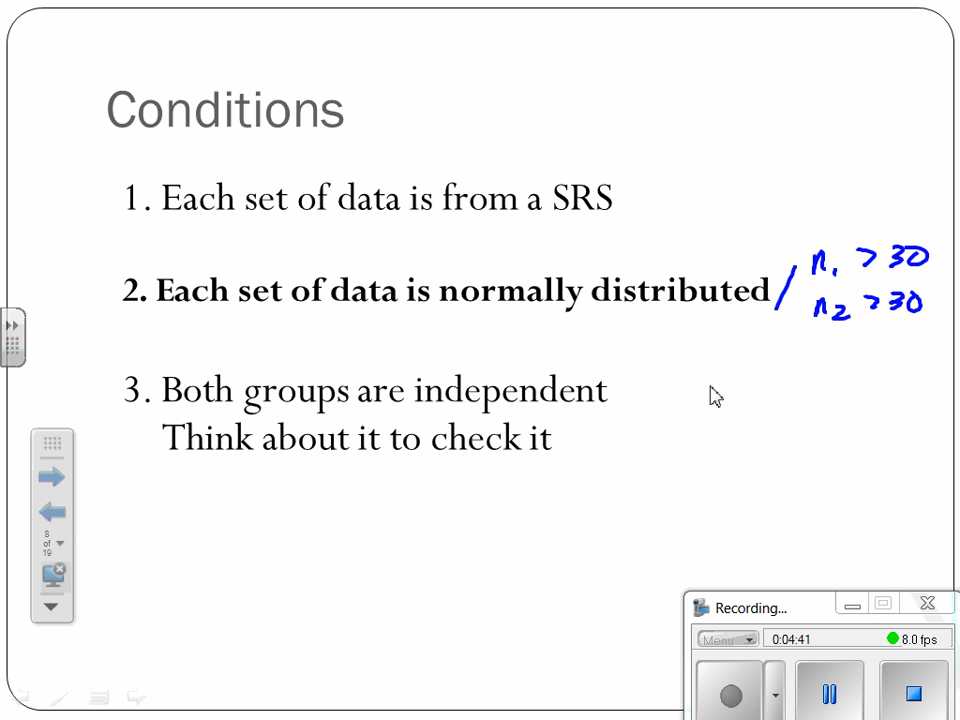 Conditions
1. Each set of data is from a SRS
2. Each set of data is normally distributed / n₁ > 30
n₂ > 30
3. Both groups are independent
Think about it to check it
8
of
19
Recording...
Menu
0:04:41
8.0 fps